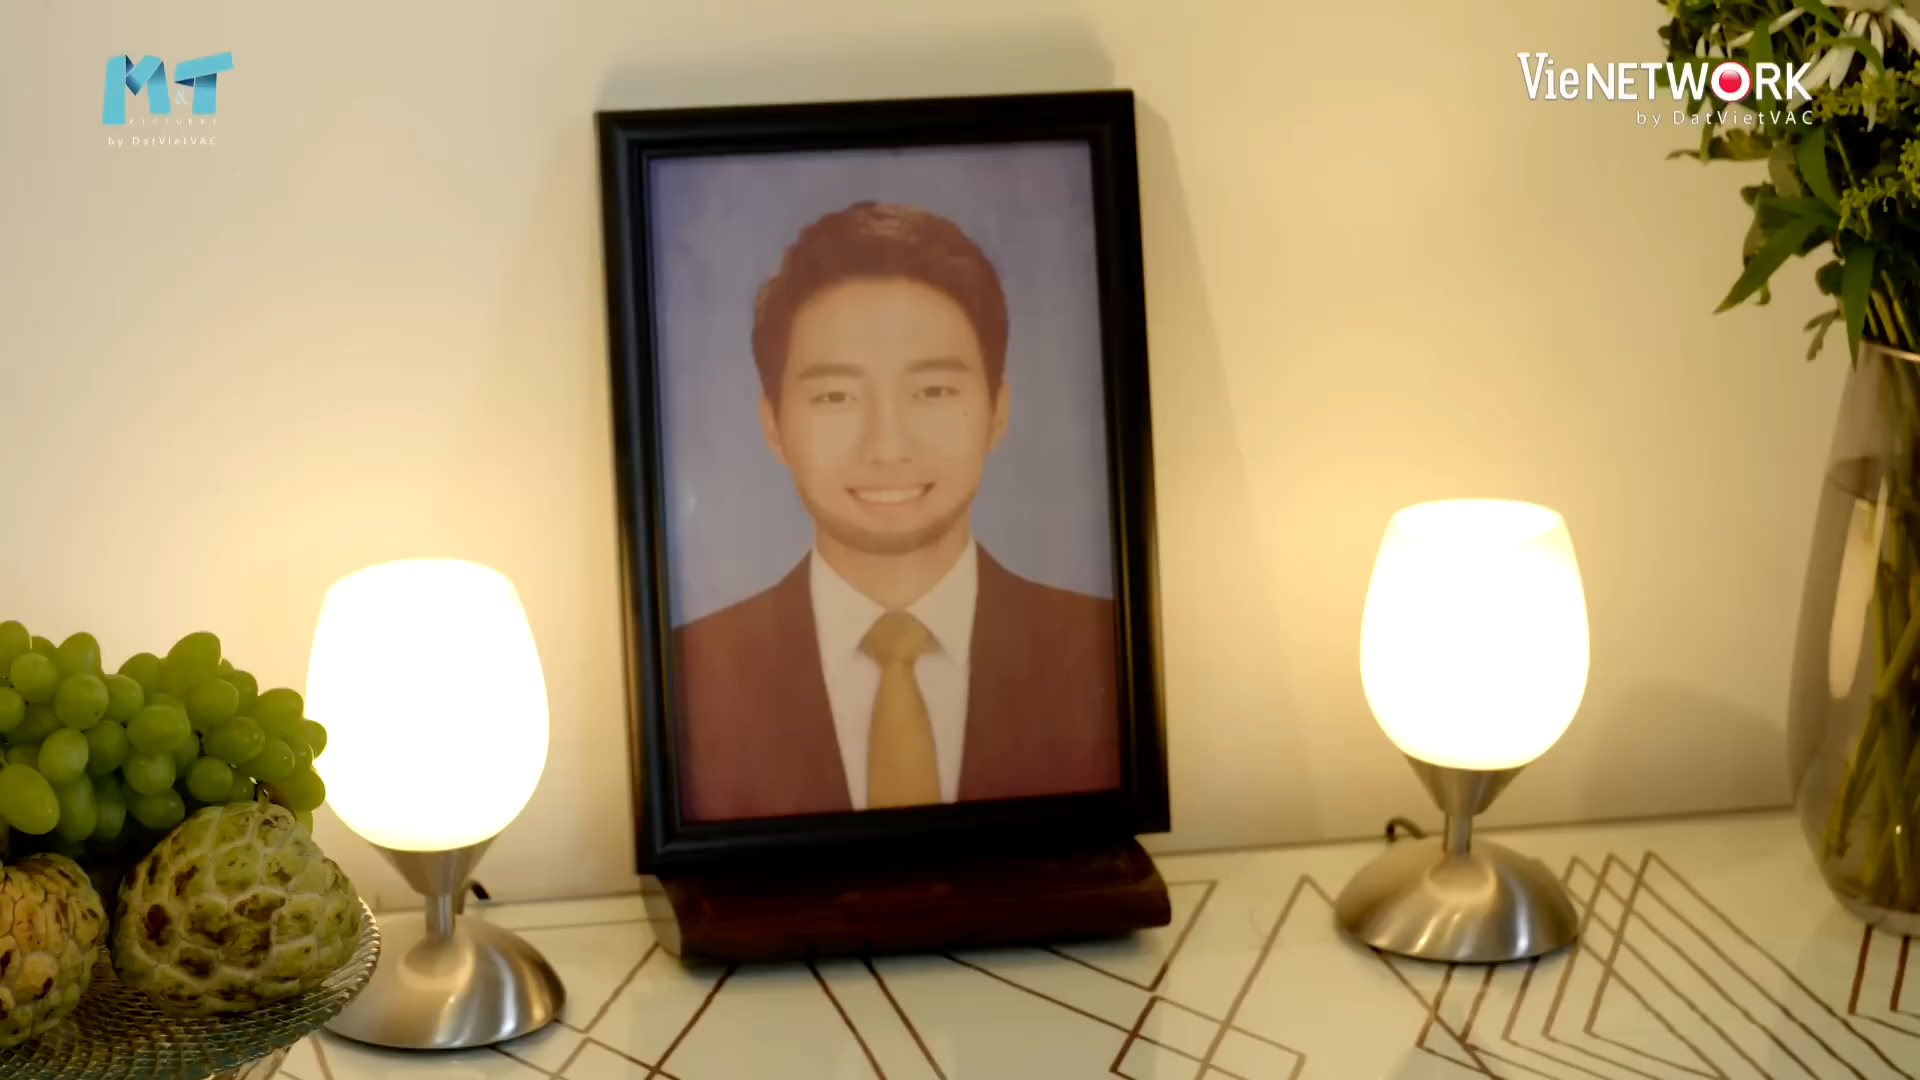 M&T
PICTURES
by DatVietVAC
VieNETWORK
by DatVietVAC